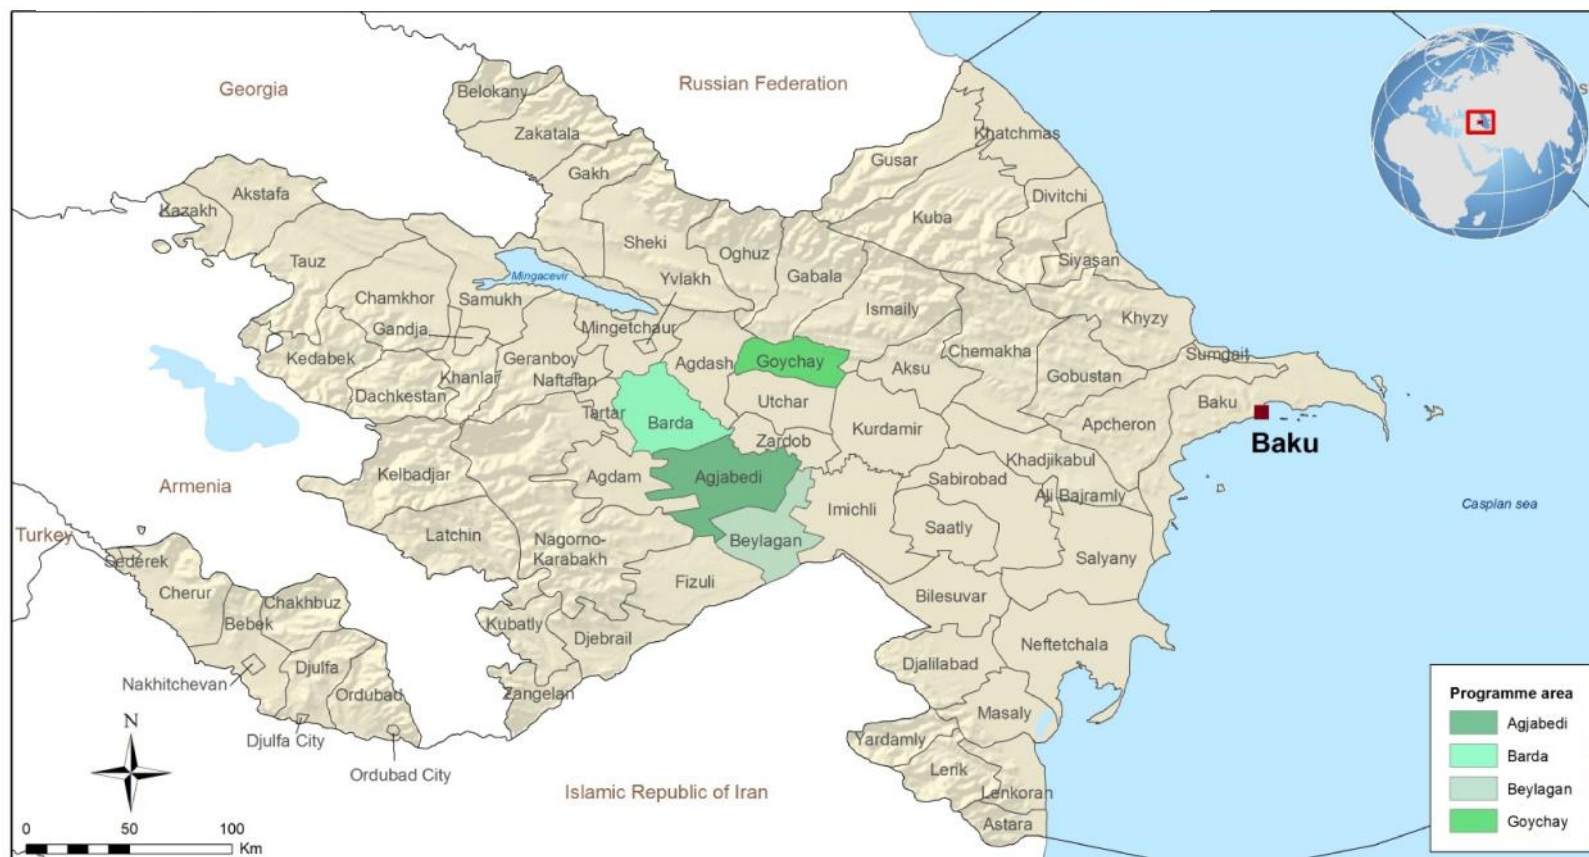 Georgia
Russian Federation
Belokany
Zakatala
Khatchmas
Gusar
Gakh
Akstafa
Kazakh
Divitchi
Kuba
Sheki
Oghuz
Tauz
Siyasan
Mingacevir
Yvlakh
Gabala
Chamkhor
Samukh
Ismaily
Khyzy
Gandja
Mingetchaur
Kedabek
Geranboy
Agdash
Goychay
Chemakha
Sumgait
Khanlar
Naftalan
Aksu
Gobustan
Dachkestan
Utchar
Baku
Tartar
Barda
Kurdamir
Apcheron
Zardob
Baku
Khadjikabul
Kelbadjar
Agdam
Agjabedi
Sabirobad
Armenia
Ali-Bajramly
Imichli
Caspian sea
Saatly
Turkey
Latchin
Nagorno-
Karabakh
Beylagan
Salyany
Sederek
Fizuli
Cherur
Chakhbuz
Bilesuvar
Bebek
Kubatly
Djebrail
Neftetchala
Djulfa
Djalilabad
Nakhitchevan
Ordubad
Zangelan
Masaly
N
Djulfa City
Yardamly
Ordubad City
Lerik
Islamic Republic of Iran
Lenkoran
Astara
0 50 100
Km
Programme area
Agjabedi
Barda
Beylagan
Goychay